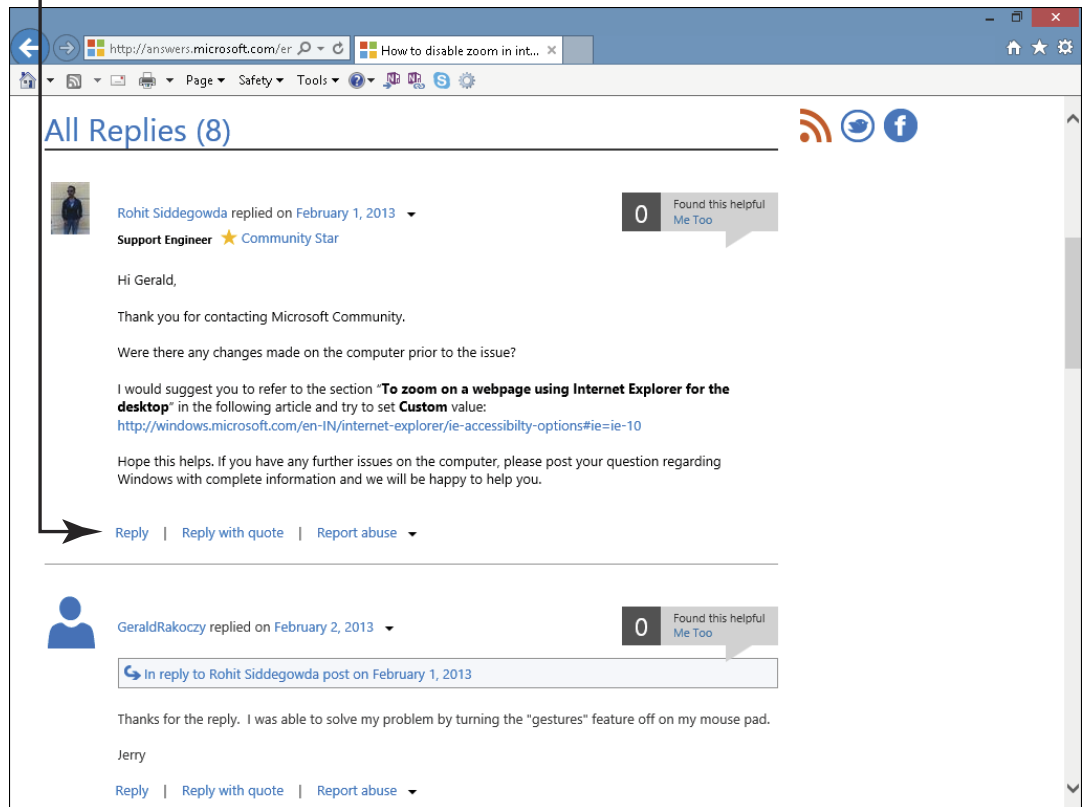 http://answers.microsoft.com/er
How to disable zoom in int...
Page Safety Tools
All Replies (8)
Rohit Siddegowda replied on February 1, 2013
0 Found this helpful
Me Too
Support Engineer Community Star
Hi Gerald,
Thank you for contacting Microsoft Community.
Were there any changes made on the computer prior to the issue?
I would suggest you to refer to the section "To zoom on a webpage using Internet Explorer for the
desktop" in the following article and try to set Custom value:
http://windows.microsoft.com/en-IN/internet-explorer/ie-accessibilty-options#ie=ie-10
Hope this helps. If you have any further issues on the computer, please post your question regarding
Windows with complete information and we will be happy to help you.
Reply | Reply with quote | Report abuse
GeraldRakoczy replied on February 2, 2013
0 Found this helpful
Me Too
In reply to Rohit Siddegowda post on February 1, 2013
Thanks for the reply. I was able to solve my problem by turning the "gestures" feature off on my mouse pad.
Jerry
Reply | Reply with quote | Report abuse